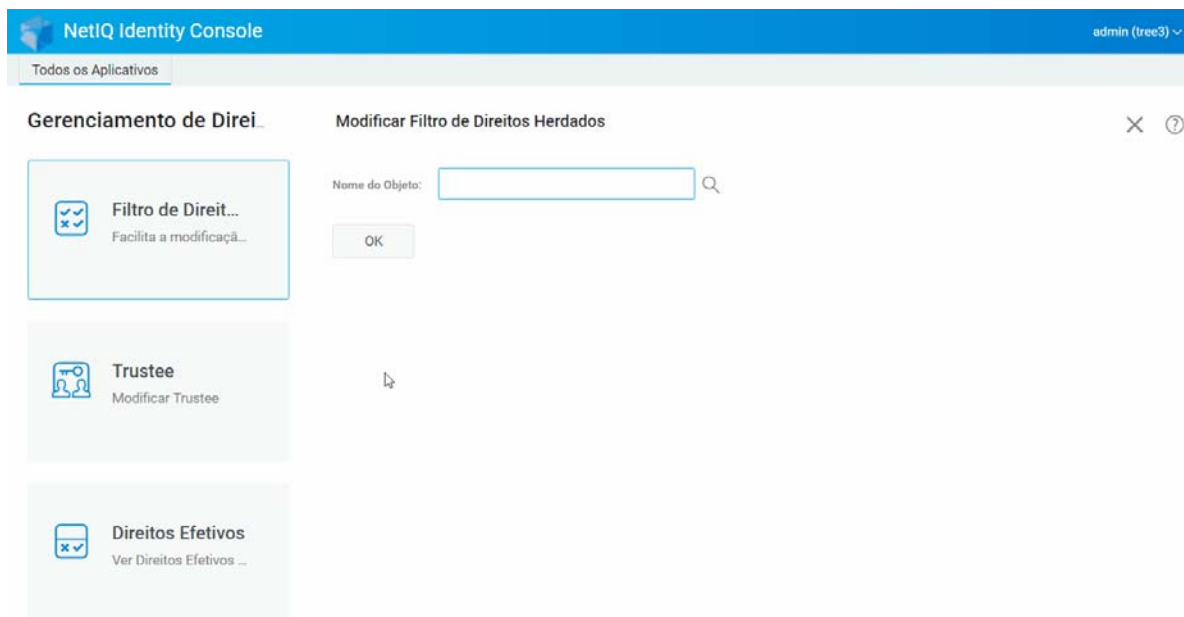 NetIQ Identity Console
admin (tree3)
Todos os Aplicativos
Gerenciamento de Direi...
Modificar Filtro de Direitos Herdados
Nome do Objeto:
OK
Filtro de Direit...
Facilita a modificaçã...
Trustee
Modificar Trustee
Direitos Efetivos
Ver Direitos Efetivos ...